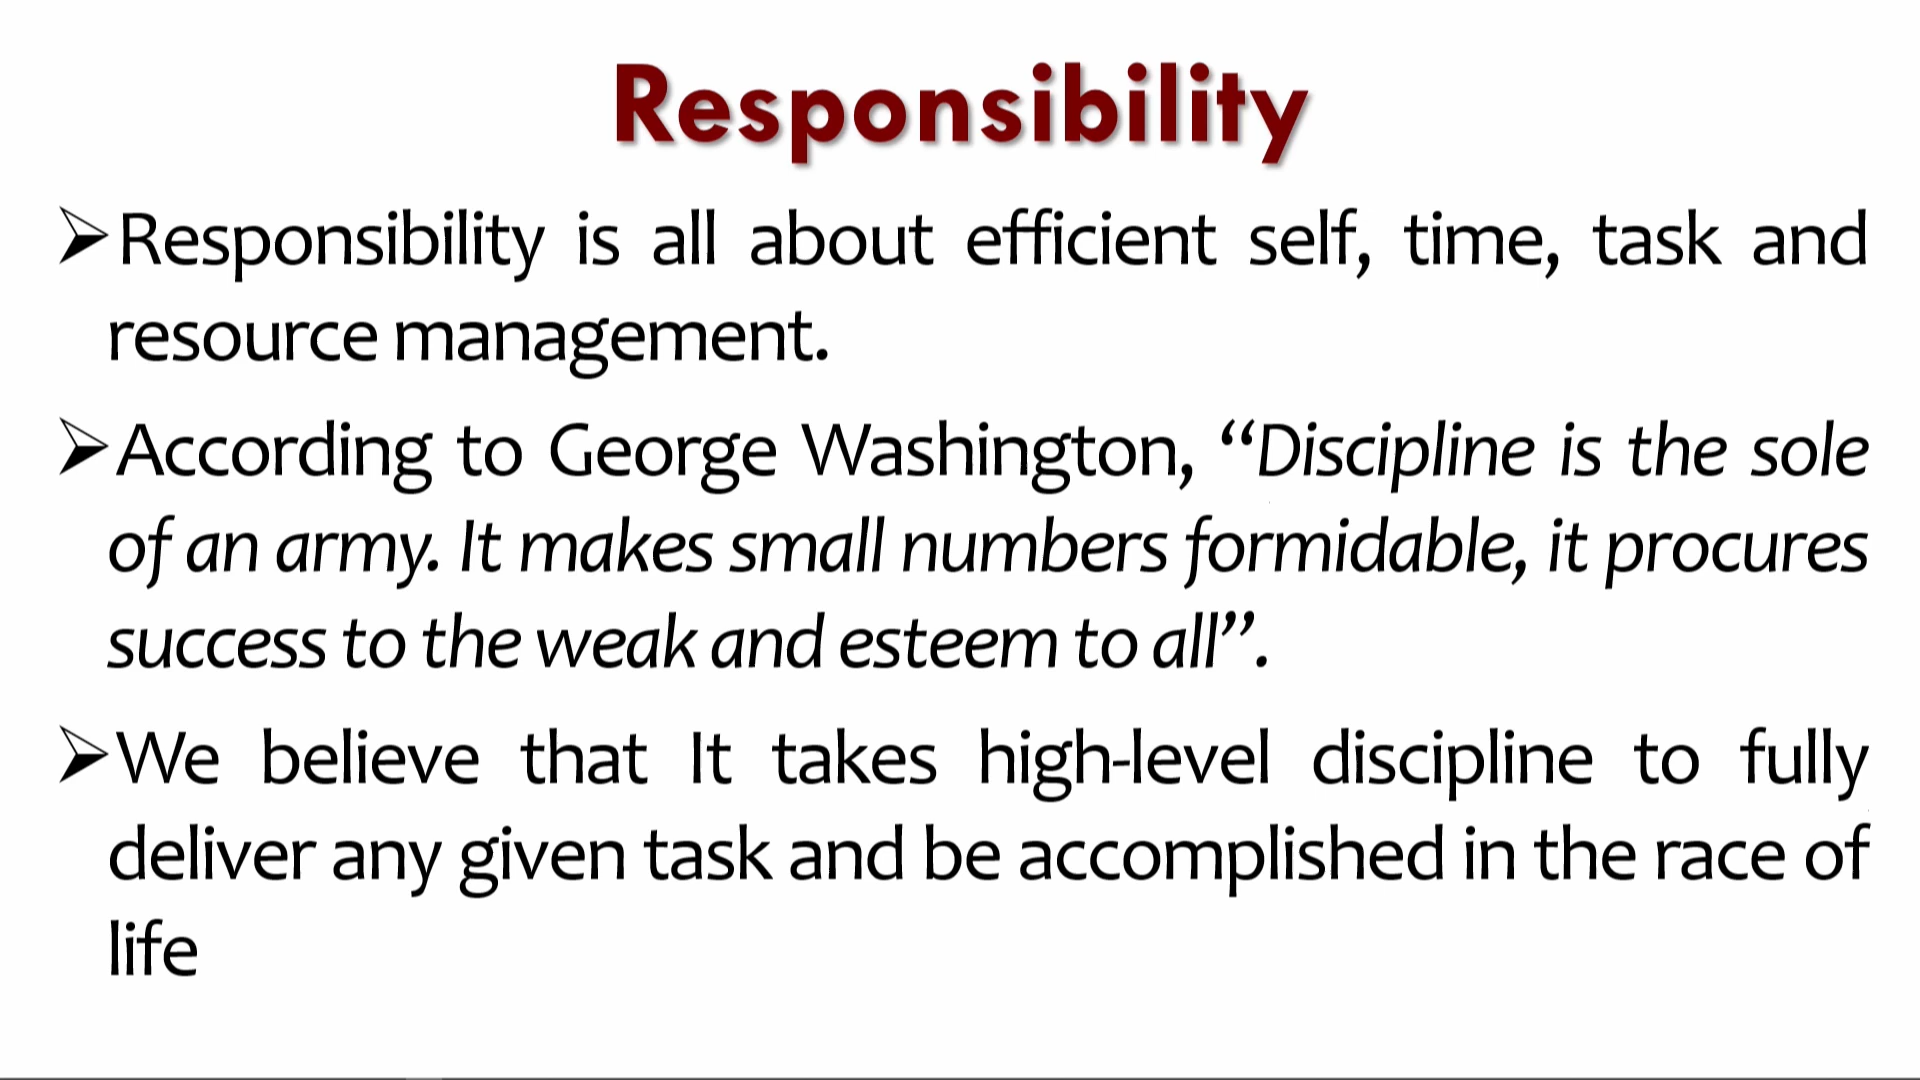 Responsibility
➢Responsibility is all about efficient self, time, task and
resource management.
➢According to George Washington, “Discipline is the sole
of an army. It makes small numbers formidable, it procures
success to the weak and esteem to all”.
➢We believe that It takes high-level discipline to fully
deliver any given task and be accomplished in the race of
life